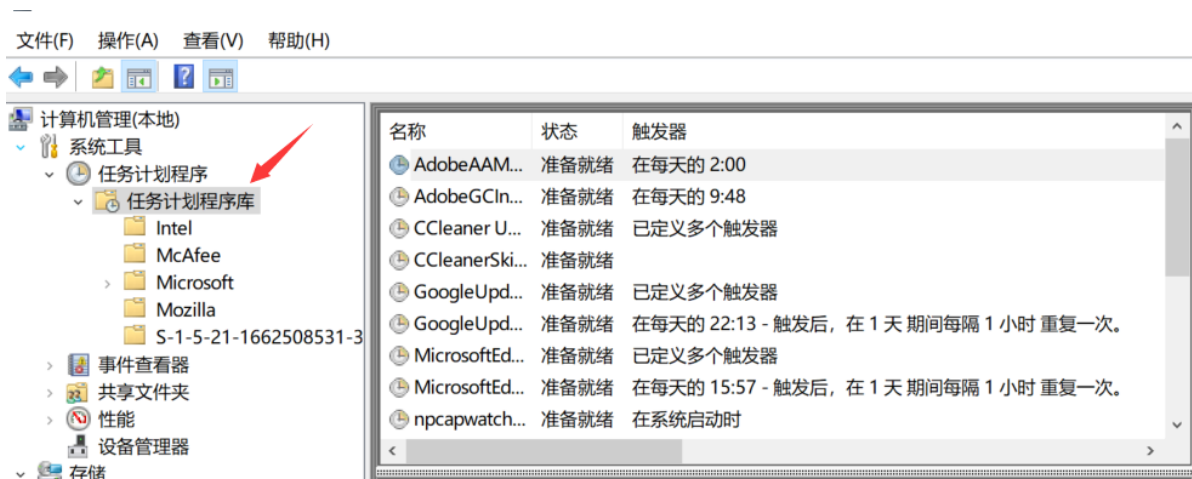 文件(F) 操作(A) 查看(V) 帮助(H)
计算机管理(本地)
系统工具
任务计划程序
任务计划程序库
Intel
McAfee
Microsoft
Mozilla
S-1-5-21-1662508531-3
事件查看器
共享文件夹
性能
设备管理器
存储
名称 状态 触发器
AdobeAAM... 准备就绪 在每天的 2:00
AdobeGCIn... 准备就绪 在每天的 9:48
CCleaner U... 准备就绪 已定义多个触发器
CCleanerSki... 准备就绪
GoogleUpd... 准备就绪 已定义多个触发器
GoogleUpd... 准备就绪 在每天的 22:13 - 触发后，在 1 天 期间每隔 1 小时 重复一次。
MicrosoftEd... 准备就绪 已定义多个触发器
MicrosoftEd... 准备就绪 在每天的 15:57 - 触发后，在 1 天 期间每隔 1 小时 重复一次。
npcapwatch... 准备就绪 在系统启动时